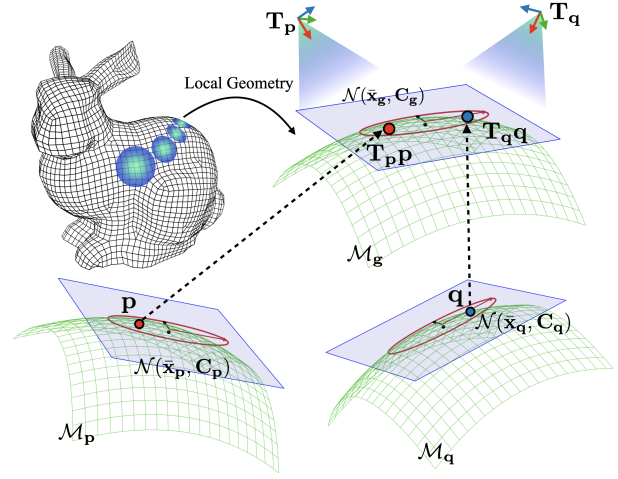 T_p
T_q
Local Geometry
𝒩(x̄_g, C_g)
T_p p
T_q q
ℳ_g
p
q
𝒩(x̄_p, C_p)
𝒩(x̄_q, C_q)
ℳ_p
ℳ_q